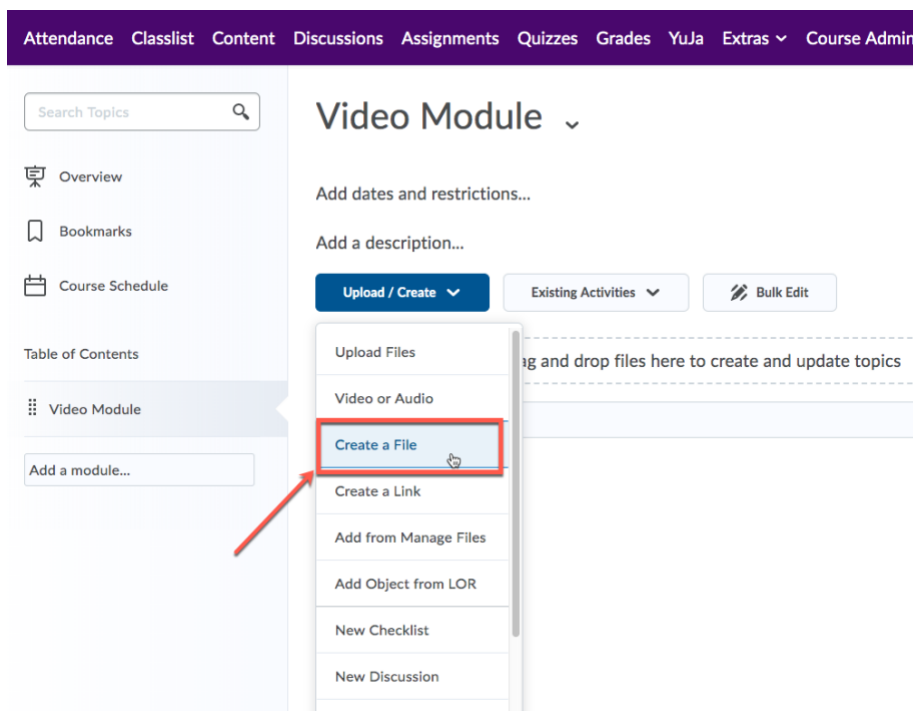 Attendance Classlist Content Discussions Assignments Quizzes Grades YuJa Extras Course Admin
Search Topics
Overview
Bookmarks
Course Schedule
Table of Contents
Video Module
Add a module...
Video Module
Add dates and restrictions...
Add a description...
Upload / Create Existing Activities Bulk Edit
and drop files here to create and update topics
Upload Files
Video or Audio
Create a File
Create a Link
Add from Manage Files
Add Object from LOR
New Checklist
New Discussion